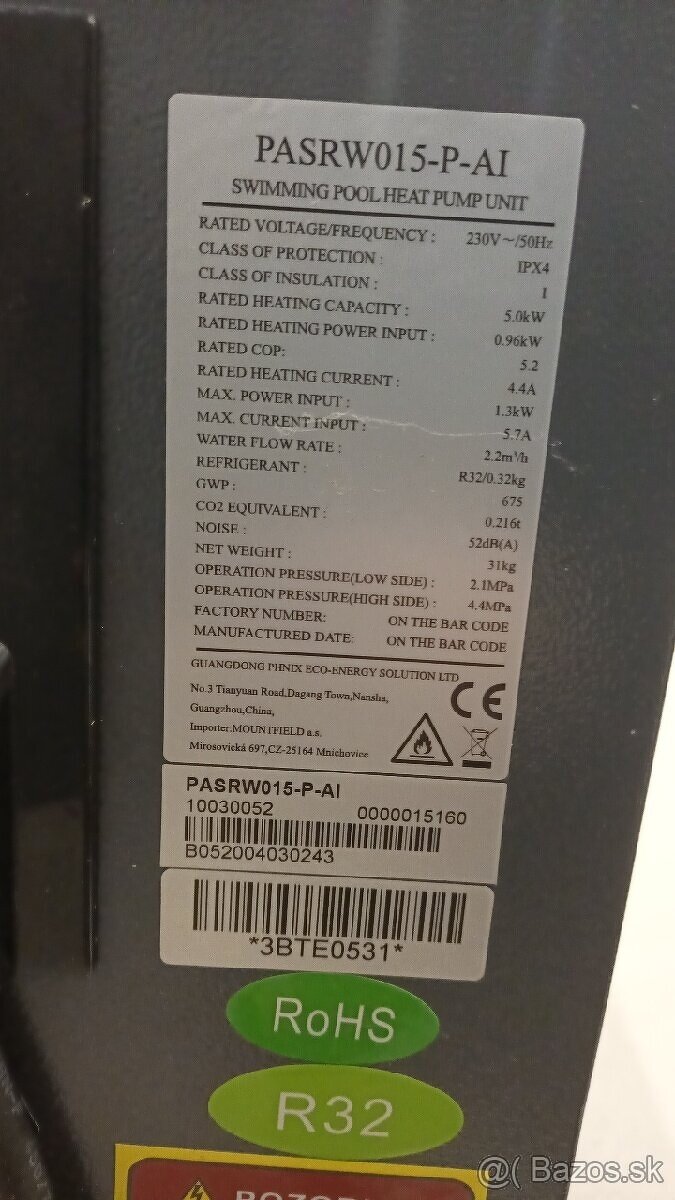 PASRW015-P-AI
SWIMMING POOL HEAT PUMP UNIT
RATED VOLTAGE/FREQUENCY : 230V～/50Hz
CLASS OF PROTECTION : IPX4
CLASS OF INSULATION : I
RATED HEATING CAPACITY : 5.0kW
RATED HEATING POWER INPUT : 0.96kW
RATED COP: 5.2
RATED HEATING CURRENT : 4.4A
MAX. POWER INPUT : 1.3kW
MAX. CURRENT INPUT : 5.7A
WATER FLOW RATE : 2.2m³/h
REFRIGERANT : R32/0.32kg
GWP : 675
CO2 EQUIVALENT : 0.216t
NOISE : 52dB(A)
NET WEIGHT : 31kg
OPERATION PRESSURE(LOW SIDE) : 2.1MPa
OPERATION PRESSURE(HIGH SIDE) : 4.4MPa
FACTORY NUMBER: ON THE BAR CODE
MANUFACTURED DATE: ON THE BAR CODE
GUANGDONG PHNIX ECO-ENERGY SOLUTION LTD
No.3 Tianyuan Road,Dagang Town,Nansha,
Guangzhou,China,
Importer:MOUNTFIELD a.s.
Mirosovická 697,CZ-25164 Mnichovice
CE
PASRW015-P-AI
10030052 0000015160
B052004030243
*3BTE0531*
RoHS
R32
@( Bazos.sk